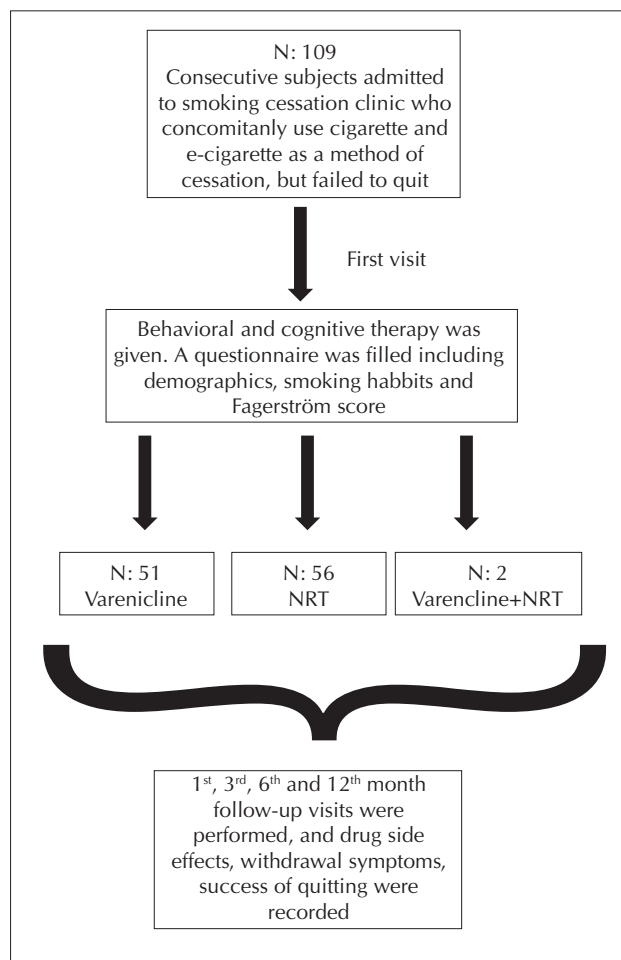 N: 109
Consecutive subjects admitted
to smoking cessation clinic who
concomitanly use cigarette and
e-cigarette as a method of
cessation, but failed to quit
First visit
Behavioral and cognitive therapy was
given. A questionnaire was filled including
demographics, smoking habbits and
Fagerström score
N: 51
Varenicline
N: 56
NRT
N: 2
Varencline+NRT
1st, 3rd, 6th and 12th month
follow-up visits were
performed, and drug side
effects, withdrawal symptoms,
success of quitting were
recorded